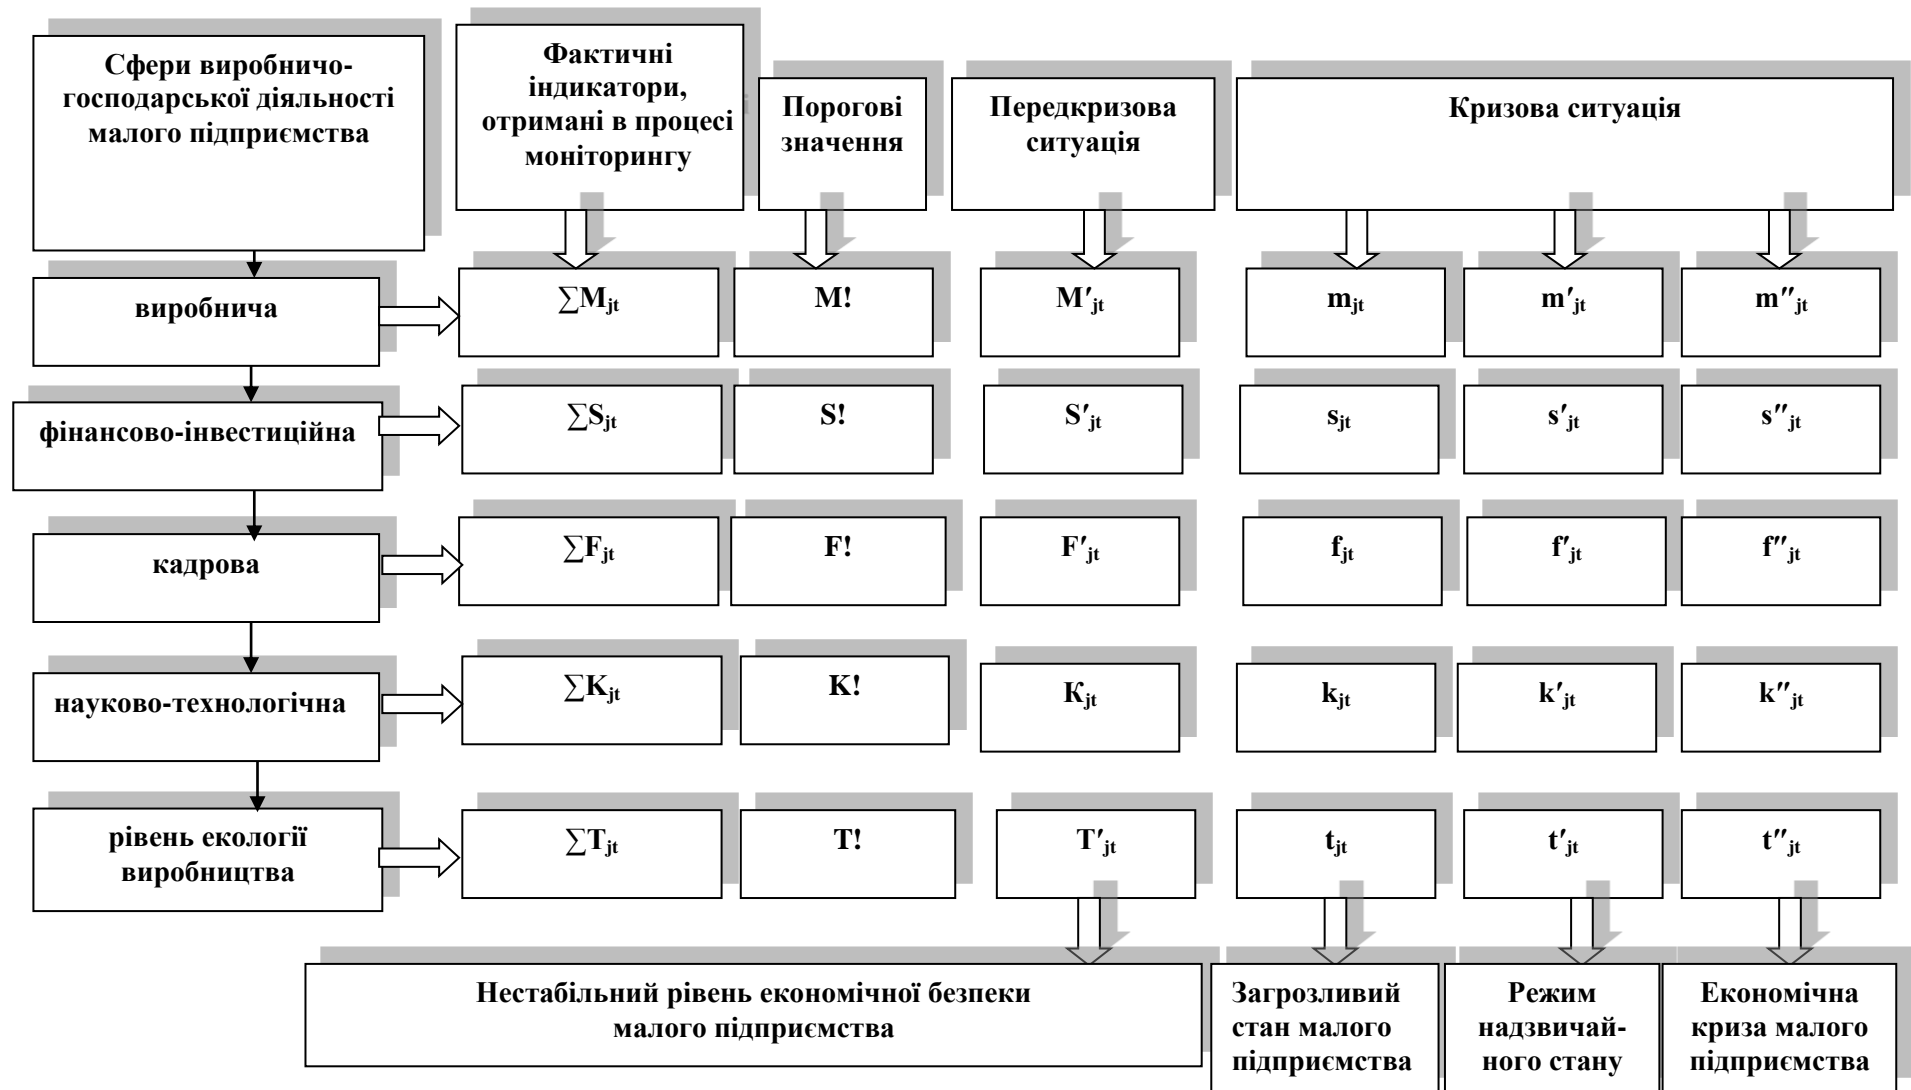 Сфери виробничо-
господарської діяльності
малого підприємства
Фактичні
індикатори,
отримані в процесі
моніторингу
Порогові
значення
Передкризова
ситуація
Кризова ситуація
виробнича
∑Mjt
M!
M′jt
mjt
m′jt
m″jt
фінансово-інвестиційна
∑Sjt
S!
S′jt
sjt
s′jt
s″jt
кадрова
∑Fjt
F!
F′jt
fjt
f′jt
f″jt
науково-технологічна
∑Kjt
K!
Кjt
kjt
k′jt
k″jt
рівень екології
виробництва
∑Tjt
T!
T′jt
tjt
t′jt
t″jt
Нестабільний рівень економічної безпеки
малого підприємства
Загрозливий
стан малого
підприємства
Режим
надзвичай-
ного стану
Економічна
криза малого
підприємства